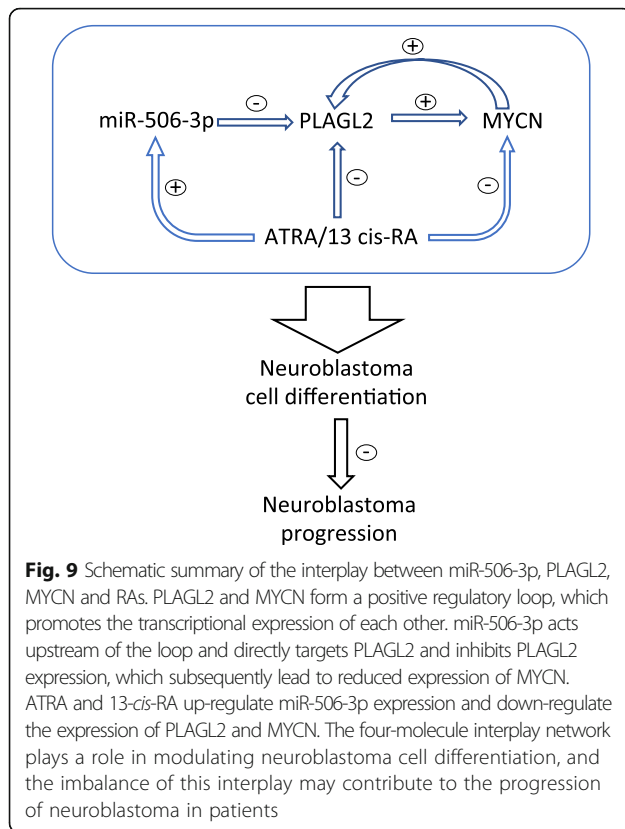 +
miR-506-3p - PLAGL2 + MYCN
+ - -
ATRA/13 cis-RA
Neuroblastoma
cell differentiation
-
Neuroblastoma
progression
Fig. 9 Schematic summary of the interplay between miR-506-3p, PLAGL2,
MYCN and RAs. PLAGL2 and MYCN form a positive regulatory loop, which
promotes the transcriptional expression of each other. miR-506-3p acts
upstream of the loop and directly targets PLAGL2 and inhibits PLAGL2
expression, which subsequently lead to reduced expression of MYCN.
ATRA and 13-cis-RA up-regulate miR-506-3p expression and down-regulate
the expression of PLAGL2 and MYCN. The four-molecule interplay network
plays a role in modulating neuroblastoma cell differentiation, and
the imbalance of this interplay may contribute to the progression
of neuroblastoma in patients